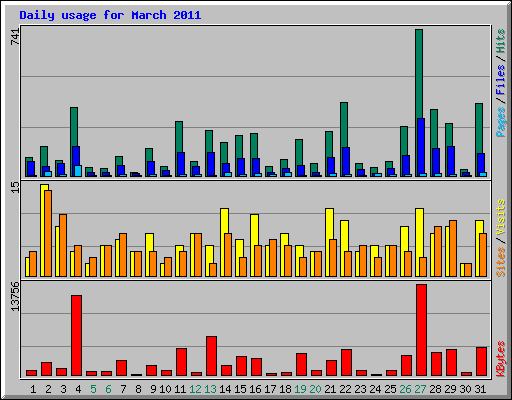 Daily usage for March 2011
741
Pages / Files / Hits
15
Sites / Visits
13756
KBytes
1 2 3 4 5 6 7 8 9 10 11 12 13 14 15 16 17 18 19 20 21 22 23 24 25 26 27 28 29 30 31